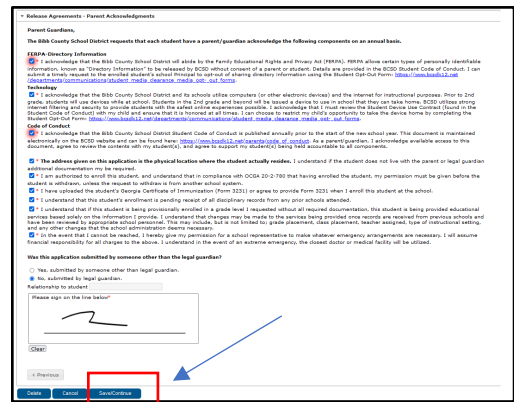 Release Agreements - Parent Acknowledgments
Parent Guardians,
The Bibb County School District requests that each student have a parent/guardian acknowledge the following components on an annual basis.
FERPA-Directory Information
* I acknowledge that the Bibb County School District will abide by the Family Educational Rights and Privacy Act (FERPA). FERPA allows certain types of personally identifiable
information, known as "Directory Information" to be released by BCSD without consent of a parent or student. Details are provided in the BCSD Student Code of Conduct. I can
submit a timely request to the enrolled student's school Principal to opt-out of sharing directory information using the Student Opt-Out Form: https://www.bcsdk12.net
/departments/communications/student_media_clearance_media_opt-_out_forms.
Technology
* I acknowledge that the Bibb County School District and its schools utilize computers (or other electronic devices) and the internet for instructional purposes. Prior to 2nd
grade, students will use devices while at school. Students in the 2nd grade and beyond will be issued a device to use in school that they can take home. BCSD utilizes strong
internet filtering and security to provide students with the safest online experiences possible. I acknowledge that I must review the Student Device Use Contract (found in the
Student Code of Conduct) with my child and ensure that it is honored at all times. I can choose to restrict my child's opportunity to take the device home by completing the
Student Opt-Out Form: https://www.bcsdk12.net/departments/communications/student_media_clearance_media_opt-_out_forms.
Code of Conduct
* I acknowledge that the Bibb County School District Student Code of Conduct is published annually prior to the start of the new school year. This document is maintained
electronically on the BCSD website and can be found here: https://www.bcsdk12.net/parents/code_of_conduct. As a parent/guardian, I acknowledge available access to this
document, agree to review the contents with my student(s), and agree to support my student(s) being held accountable to all components.
* The address given on this application is the physical location where the student actually resides. I understand if the student does not live with the parent or legal guardian
additional documentation may be required.
* I am authorized to enroll this student, and understand that in compliance with OCGA 20-2-780 that having enrolled the student, my permission must be given before the
student is withdrawn, unless the request to withdraw is from another school system.
* I have uploaded the student's Georgia Certificate of Immunization (Form 3231) or agree to provide Form 3231 when I enroll this student at the school.
* I understand that this student's enrollment is pending receipt of all disciplinary records from any prior schools attended.
* I understand that if this student is being provisionally enrolled in a grade level I requested without all required documentation, this student is being provided educational
services based solely on the information I provide. I understand that changes may be made to the services being provided once records are received from previous schools and
have been reviewed by appropriate school personnel. This may include, but is not limited to: grade placement, class placement, teacher assigned, type of instructional setting,
and any other changes that the school administration deems necessary.
* In the event that I cannot be reached, I hereby give my permission for a school representative to make whatever emergency arrangements are necessary. I will assume
financial responsibility for all charges to the above. I understand in the event of an extreme emergency, the closest doctor or medical facility will be utilized.
Was this application submitted by someone other than the legal guardian?
Yes, submitted by someone other than legal guardian.
No, submitted by legal guardian.
Relationship to student
Please sign on the line below*
Clear
Previous
Delete Cancel Save/Continue